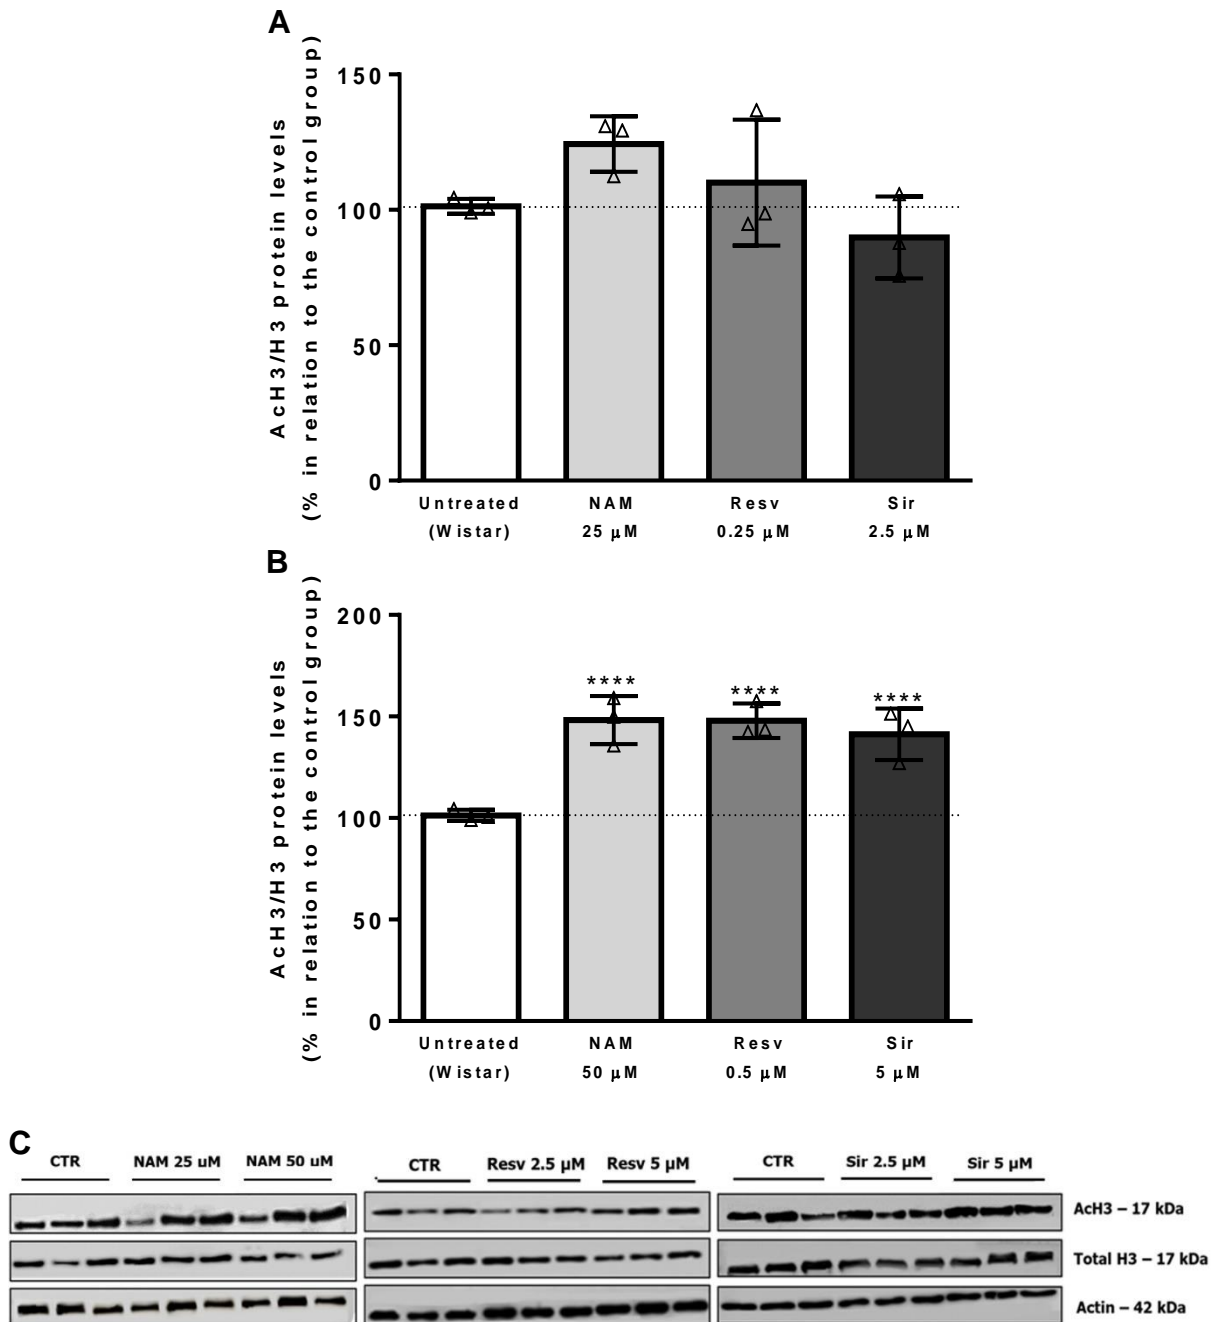 A
AcH3/H3 protein levels
(% in relation to the control group)
150
100
50
0
Untreated NAM Resv Sir
(Wistar) 25 μM 0.25 μM 2.5 μM
B
AcH3/H3 protein levels
(% in relation to the control group)
200
150
100
50
0
**** **** ****
Untreated NAM Resv Sir
(Wistar) 50 μM 0.5 μM 5 μM
C
CTR NAM 25 uM NAM 50 uM CTR Resv 2.5 μM Resv 5 μM CTR Sir 2.5 μM Sir 5 μM
AcH3 – 17 kDa
Total H3 – 17 kDa
Actin – 42 kDa